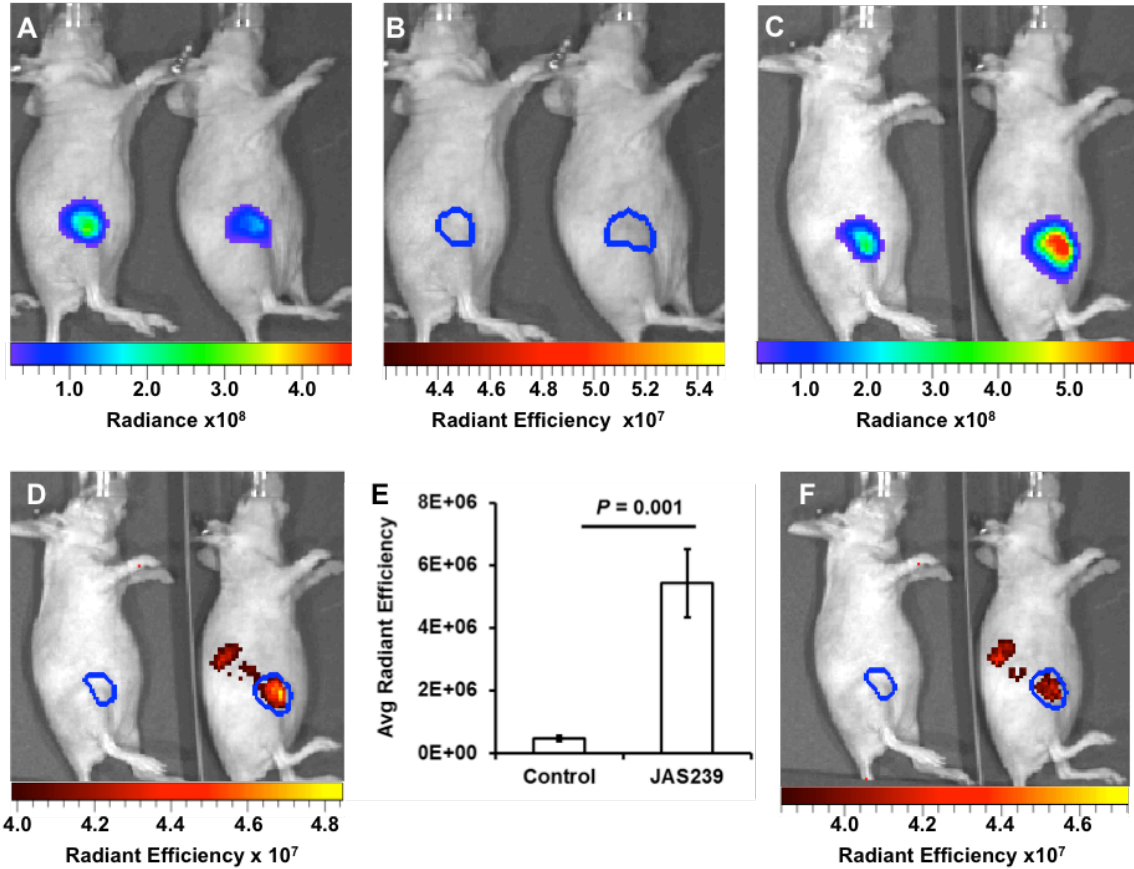 A
B
C
1.0 2.0 3.0 4.0
Radiance x10⁸
4.4 4.6 4.8 5.0 5.2 5.4
Radiant Efficiency x10⁷
1.0 2.0 3.0 4.0 5.0
Radiance x10⁸
D
E
F
8E+06
6E+06
4E+06
2E+06
0E+00
Avg Radiant Efficiency
P = 0.001
Control JAS239
4.0 4.2 4.4 4.6 4.8
Radiant Efficiency x 10⁷
4.0 4.2 4.4 4.6
Radiant Efficiency x10⁷